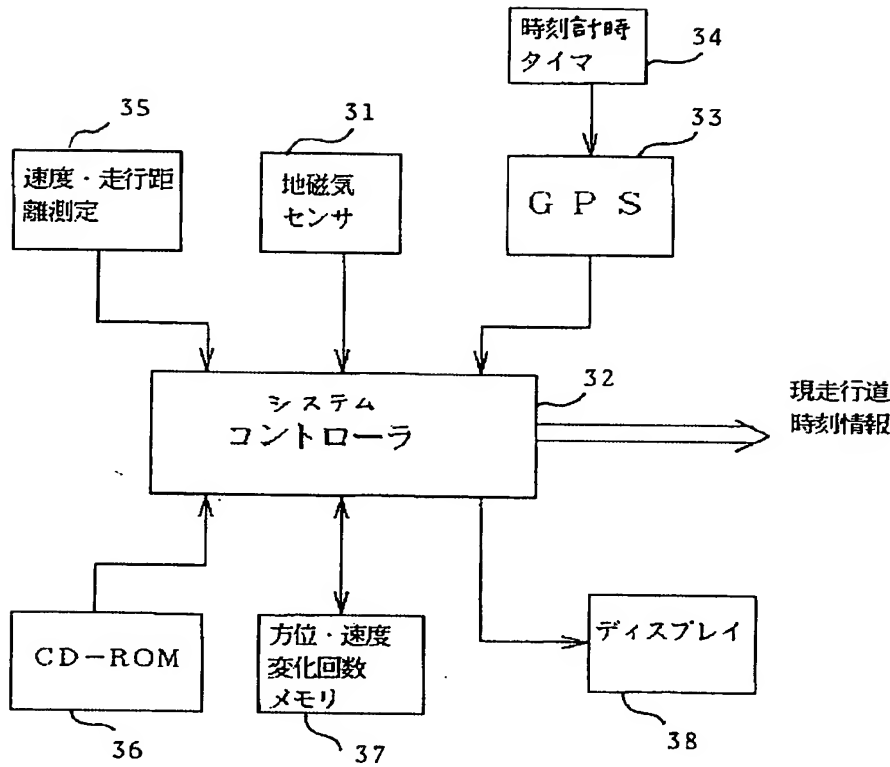 時刻計時
タイマ
34
35
31
33
速度・走行距
離測定
地磁気
センサ
GPS
システム
コントローラ
32
現走行道
時刻情報
CD-ROM
方位・速度
変化回数
メモリ
ディスプレイ
36
37
38